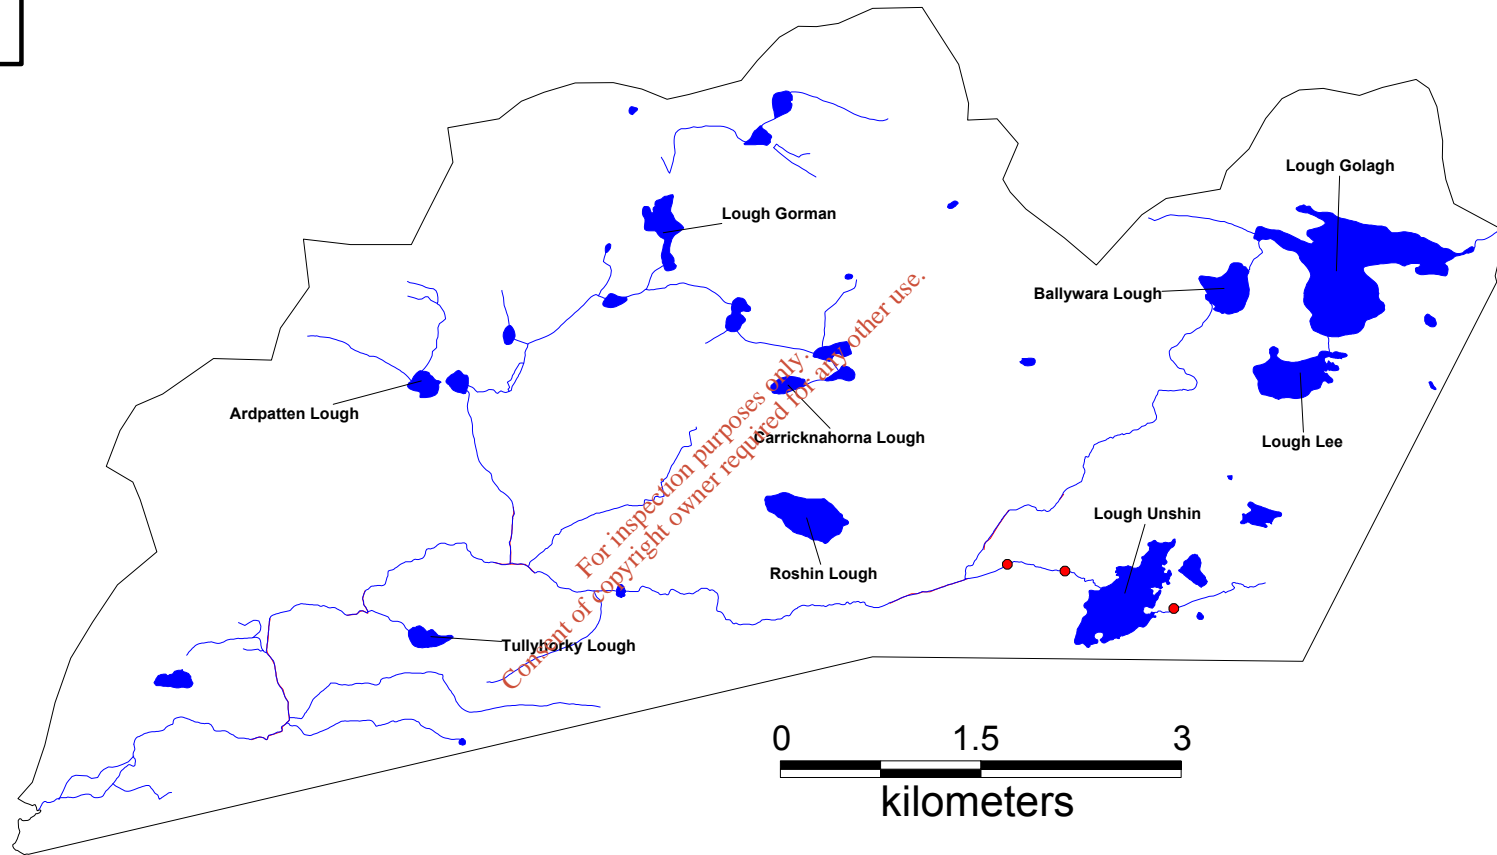 Lough Golagh
Lough Gorman
Ballywara Lough
Ardpatten Lough
Carricknahorna Lough
Lough Lee
Lough Unshin
Roshin Lough
Tullyhorky Lough
For inspection purposes only.
Consent of copyright owner required for any other use.
0 1.5 3
kilometers